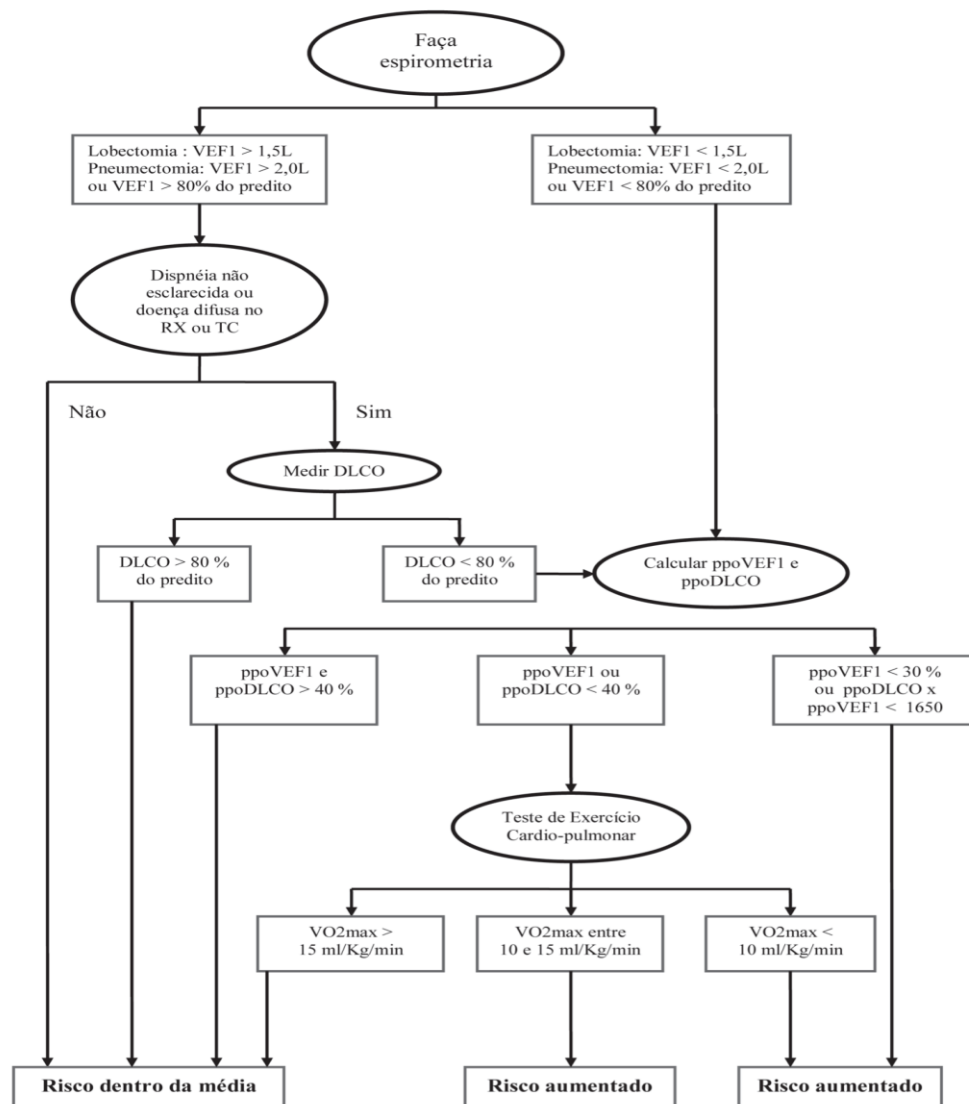 Faça
espirometria
Lobectomia : VEF1 > 1,5L
Pneumectomia: VEF1 > 2,0L
ou VEF1 > 80% do predito
Lobectomia: VEF1 < 1,5L
Pneumectomia: VEF1 < 2,0L
ou VEF1 < 80% do predito
Dispnéia não
esclarecida ou
doença difusa no
RX ou TC
Não
Sim
Medir DLCO
DLCO > 80 %
do predito
DLCO < 80 %
do predito
Calcular ppoVEF1 e
ppoDLCO
ppoVEF1 e
ppoDLCO > 40 %
ppoVEF1 ou
ppoDLCO < 40 %
ppoVEF1 < 30 %
ou ppoDLCO x
ppoVEF1 < 1650
Teste de Exercício
Cardio-pulmonar
VO2max >
15 ml/Kg/min
VO2max entre
10 e 15 ml/Kg/min
VO2max <
10 ml/Kg/min
Risco dentro da média
Risco aumentado
Risco aumentado